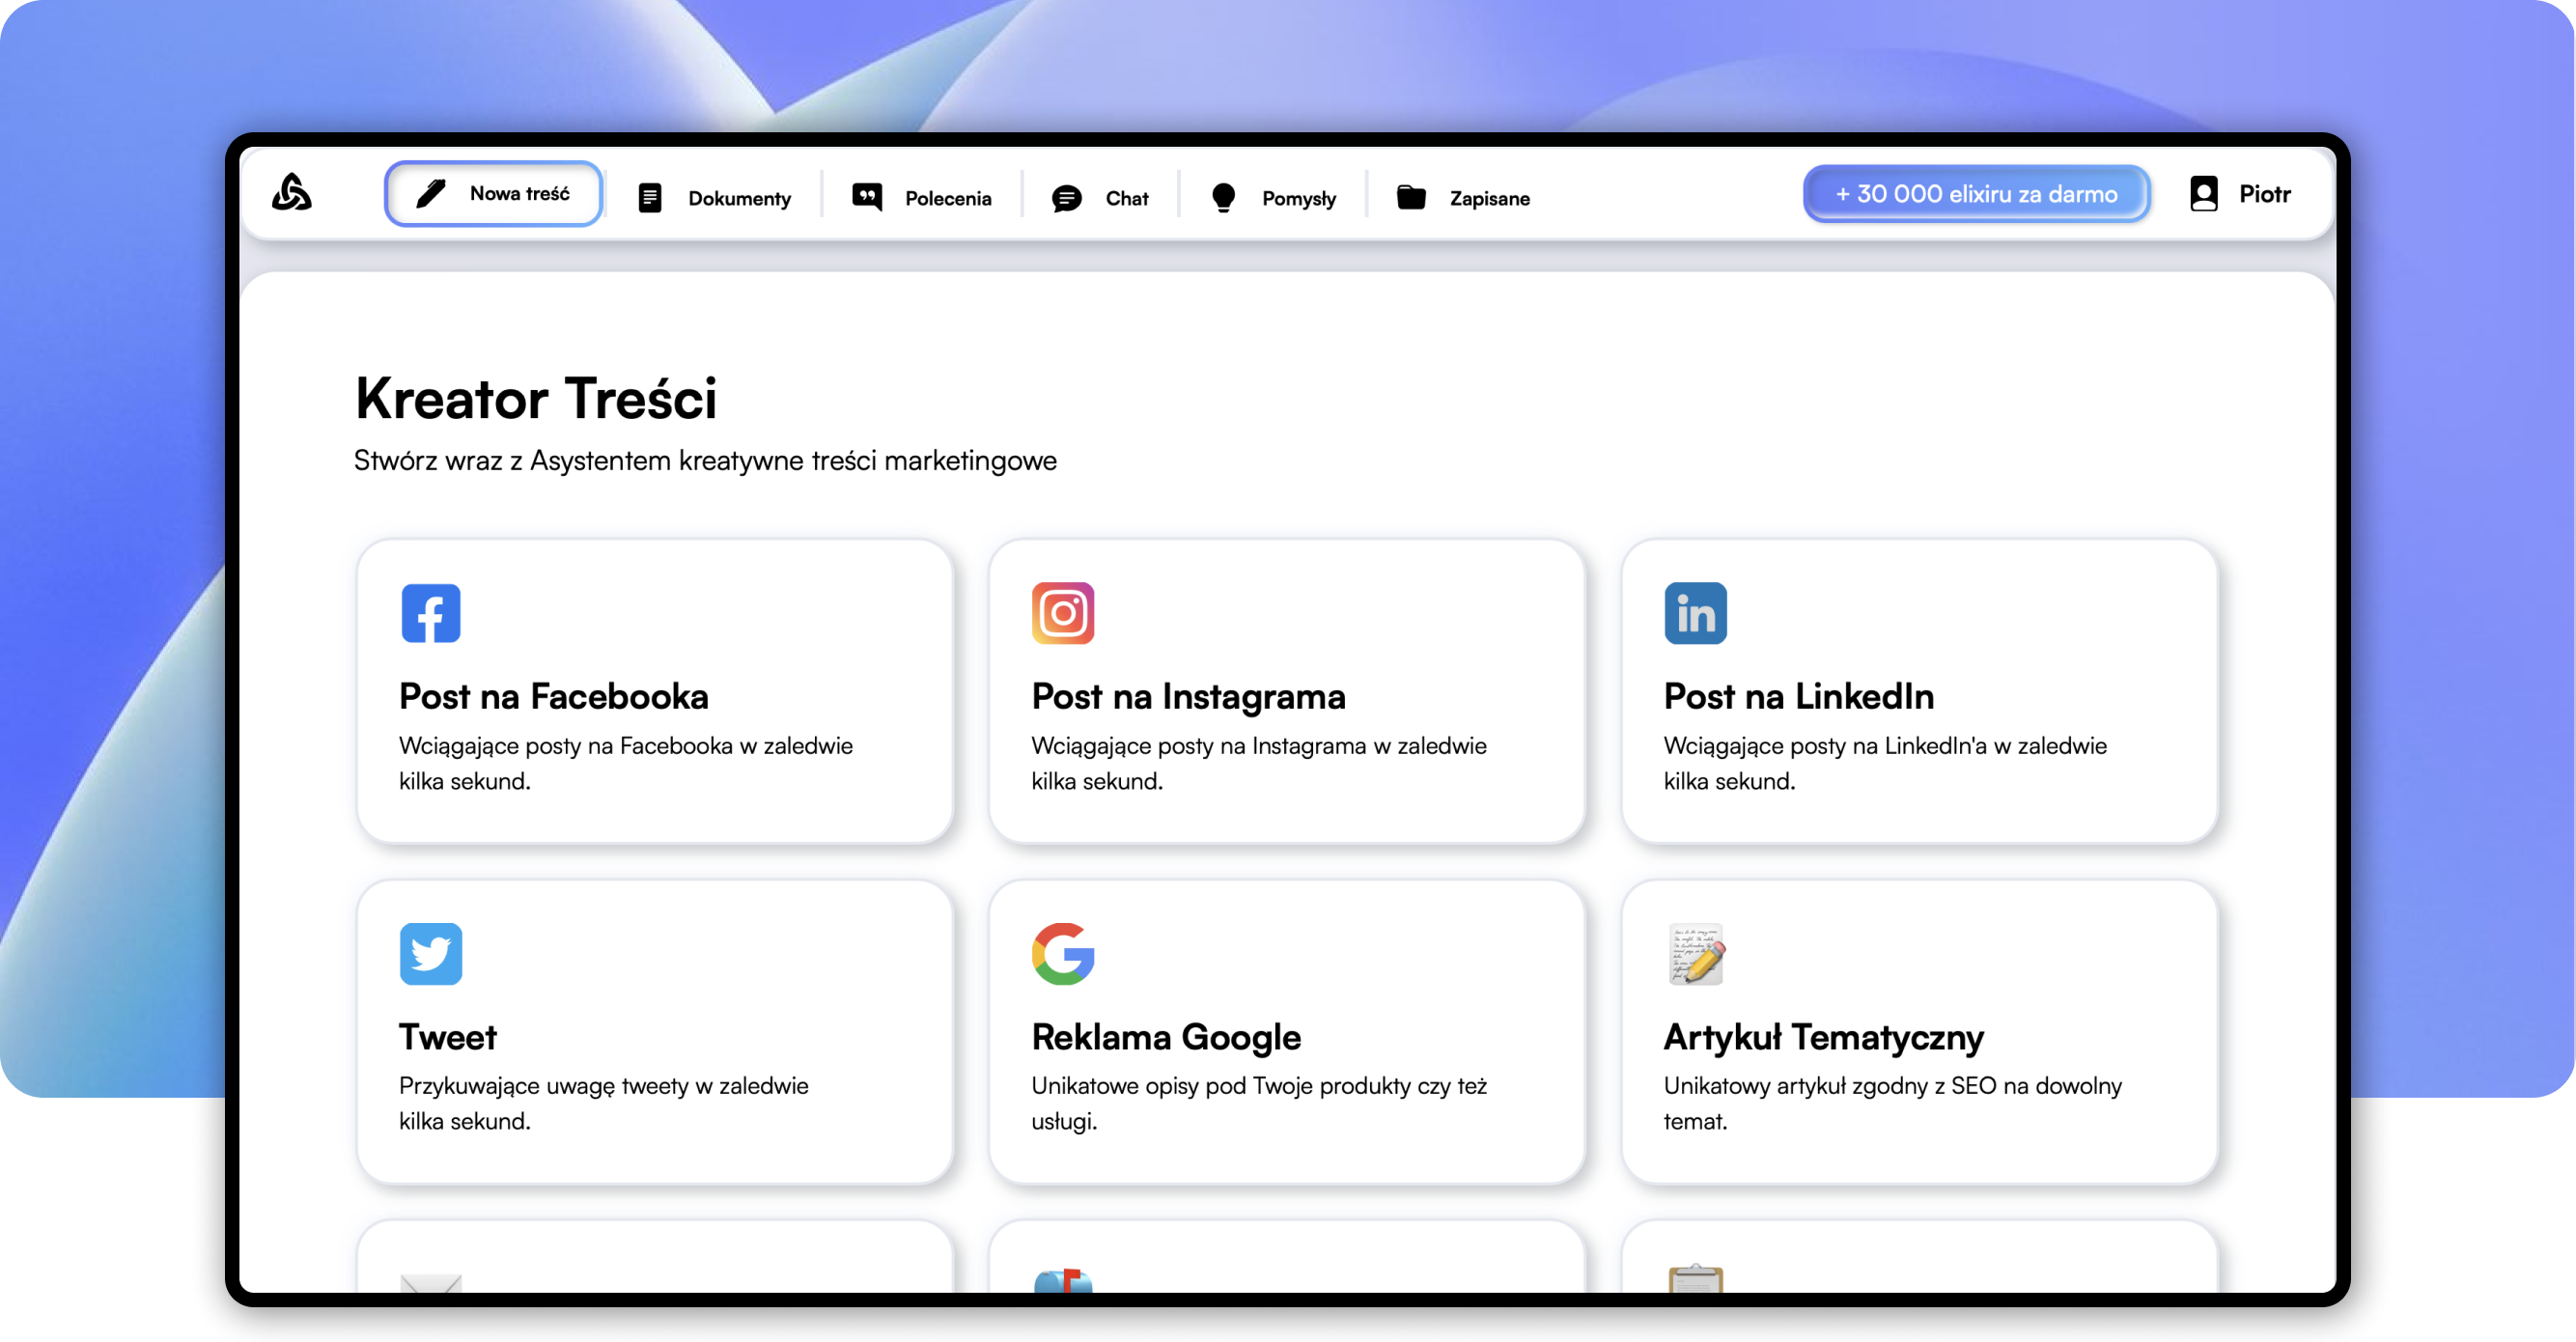 Nowa treść
Dokumenty
Polecenia
Chat
Pomysły
Zapisane
+ 30 000 elixiru za darmo
Piotr
Kreator Treści
Stwórz wraz z Asystentem kreatywne treści marketingowe
Post na Facebooka
Wciągające posty na Facebooka w zaledwie
kilka sekund.
Post na Instagrama
Wciągające posty na Instagrama w zaledwie
kilka sekund.
in
Post na LinkedIn
Wciągające posty na LinkedIn'a w zaledwie
kilka sekund.
Tweet
Przykuwające uwagę tweety w zaledwie
kilka sekund.
Reklama Google
Unikatowe opisy pod Twoje produkty czy też
usługi.
Artykuł Tematyczny
Unikatowy artykuł zgodny z SEO na dowolny
temat.